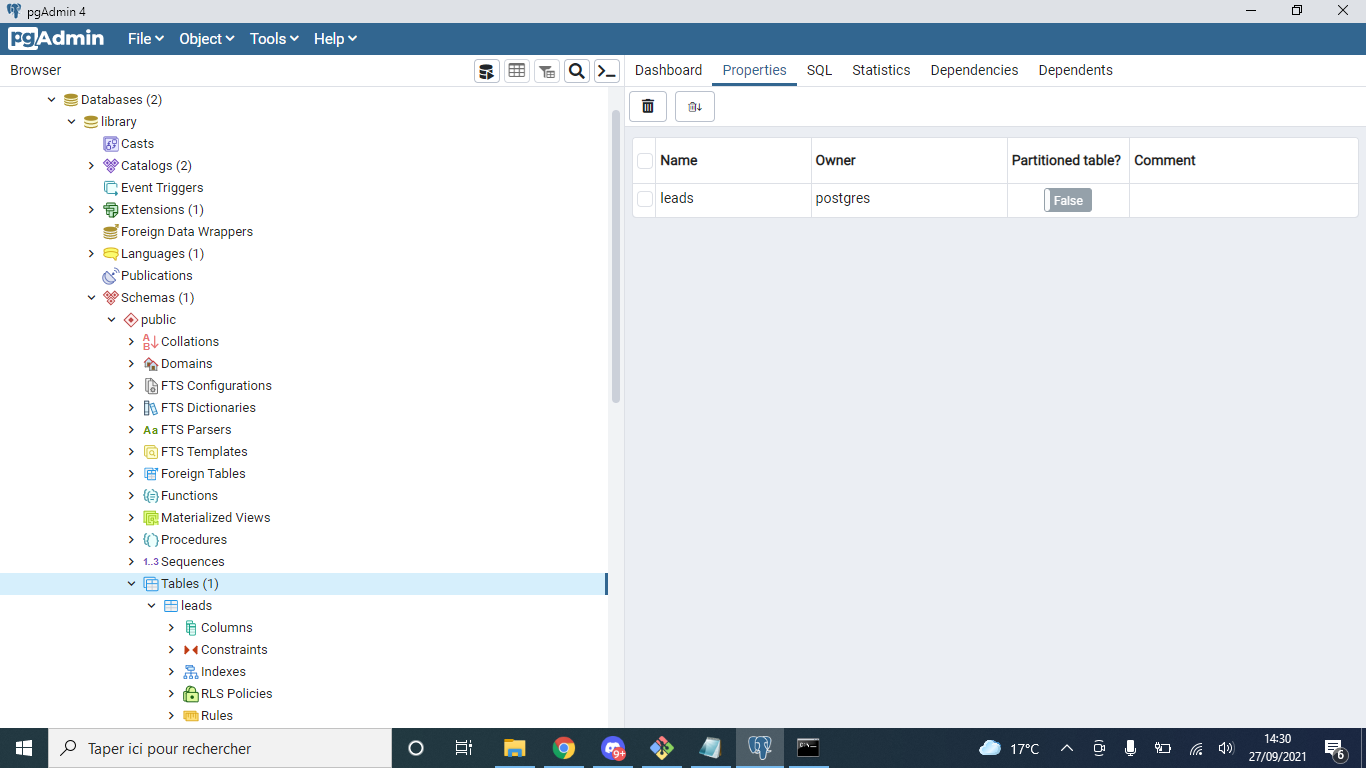 pgAdmin 4
pgAdmin File Object Tools Help
Browser
Dashboard Properties SQL Statistics Dependencies Dependents
Databases (2)
library
Casts
Catalogs (2)
Event Triggers
Extensions (1)
Foreign Data Wrappers
Languages (1)
Publications
Schemas (1)
public
Collations
Domains
FTS Configurations
FTS Dictionaries
Aa FTS Parsers
FTS Templates
Foreign Tables
Functions
Materialized Views
Procedures
1..3 Sequences
Tables (1)
leads
Columns
Constraints
Indexes
RLS Policies
Rules
Name Owner Partitioned table? Comment
leads postgres False
Taper ici pour rechercher
9+
17°C
14:30
27/09/2021
6